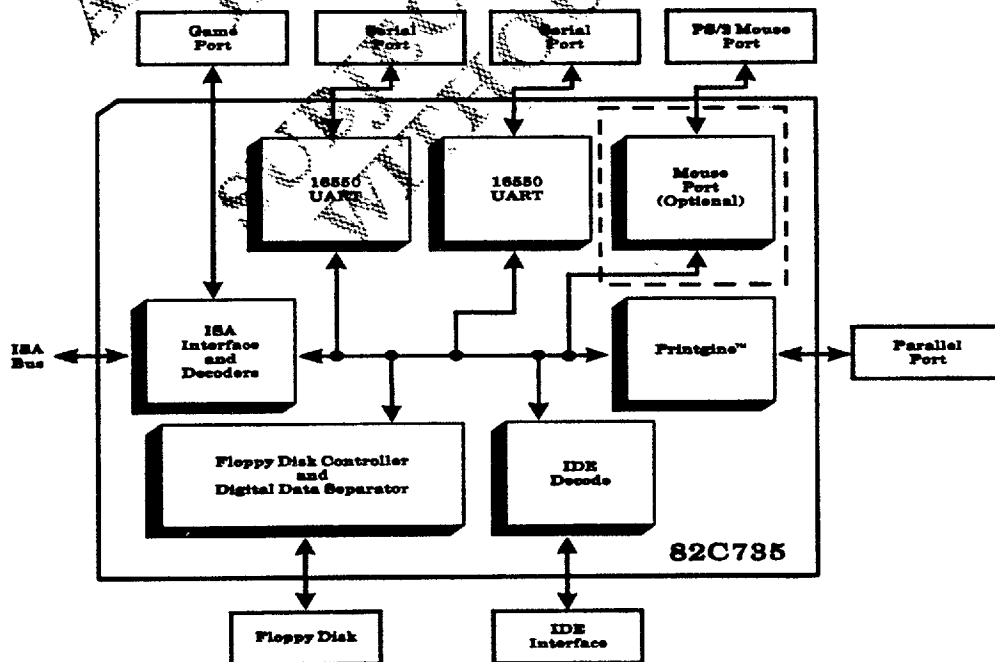 Game
Port
Serial
Port
Serial
Port
PS/2 Mouse
Port
16550
UART
16550
UART
Mouse
Port
(Optional)
ISA
Bus
ISA
Interface
and
Decoders
Printgine™
Parallel
Port
Floppy Disk Controller
and
Digital Data Separator
IDE
Decode
82C735
Floppy Disk
IDE
Interface